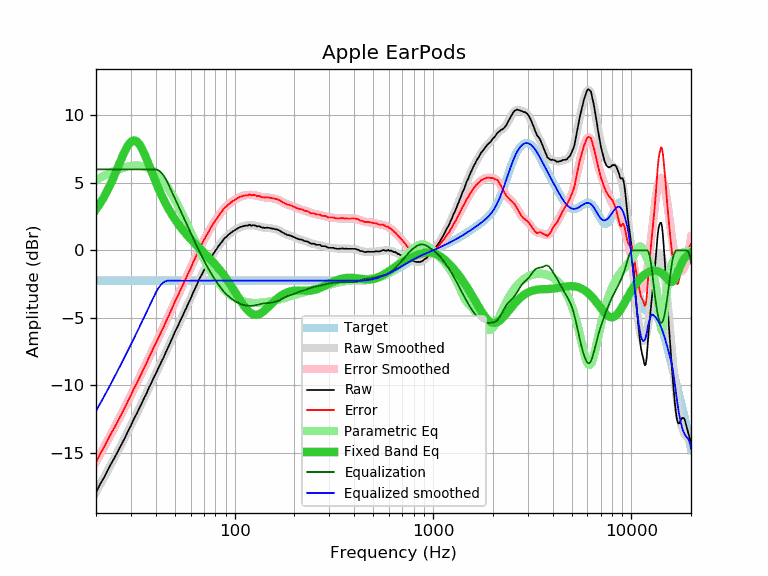 Apple EarPods
10
5
0
−5
−10
−15
Amplitude (dBr)
Target
Raw Smoothed
Error Smoothed
Raw
Error
Parametric Eq
Fixed Band Eq
Equalization
Equalized smoothed
100
1000
10000
Frequency (Hz)